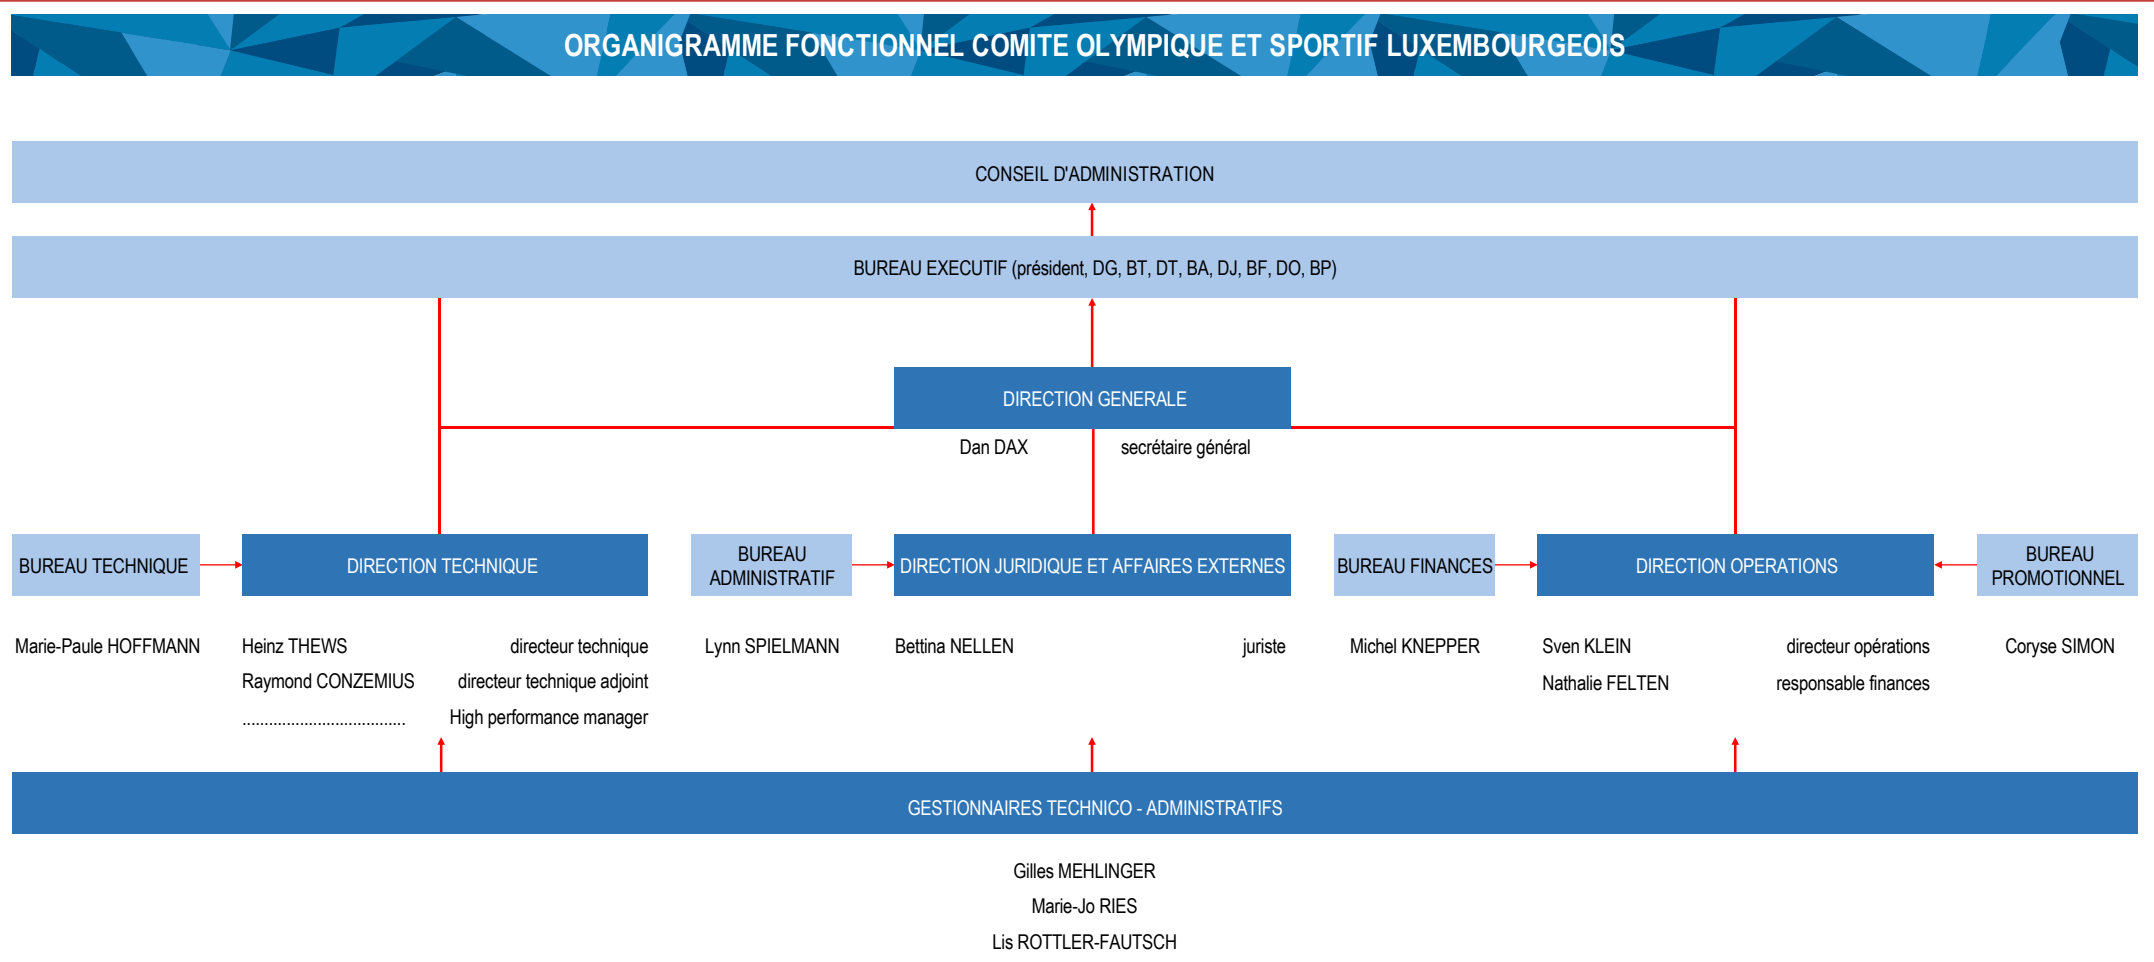 ORGANIGRAMME FONCTIONNEL COMITE OLYMPIQUE ET SPORTIF LUXEMBOURGEOIS
CONSEIL D'ADMINISTRATION
BUREAU EXECUTIF (président, DG, BT, DT, BA, DJ, BF, DO, BP)
DIRECTION GENERALE
Dan DAX secrétaire général
BUREAU TECHNIQUE
DIRECTION TECHNIQUE
BUREAU
ADMINISTRATIF
DIRECTION JURIDIQUE ET AFFAIRES EXTERNES
BUREAU FINANCES
DIRECTION OPERATIONS
BUREAU
PROMOTIONNEL
Marie-Paule HOFFMANN
Heinz THEWS directeur technique
Raymond CONZEMIUS directeur technique adjoint
..................................... High performance manager
Lynn SPIELMANN
Bettina NELLEN juriste
Michel KNEPPER
Sven KLEIN directeur opérations
Nathalie FELTEN responsable finances
Coryse SIMON
GESTIONNAIRES TECHNICO - ADMINISTRATIFS
Gilles MEHLINGER
Marie-Jo RIES
Lis ROTTLER-FAUTSCH